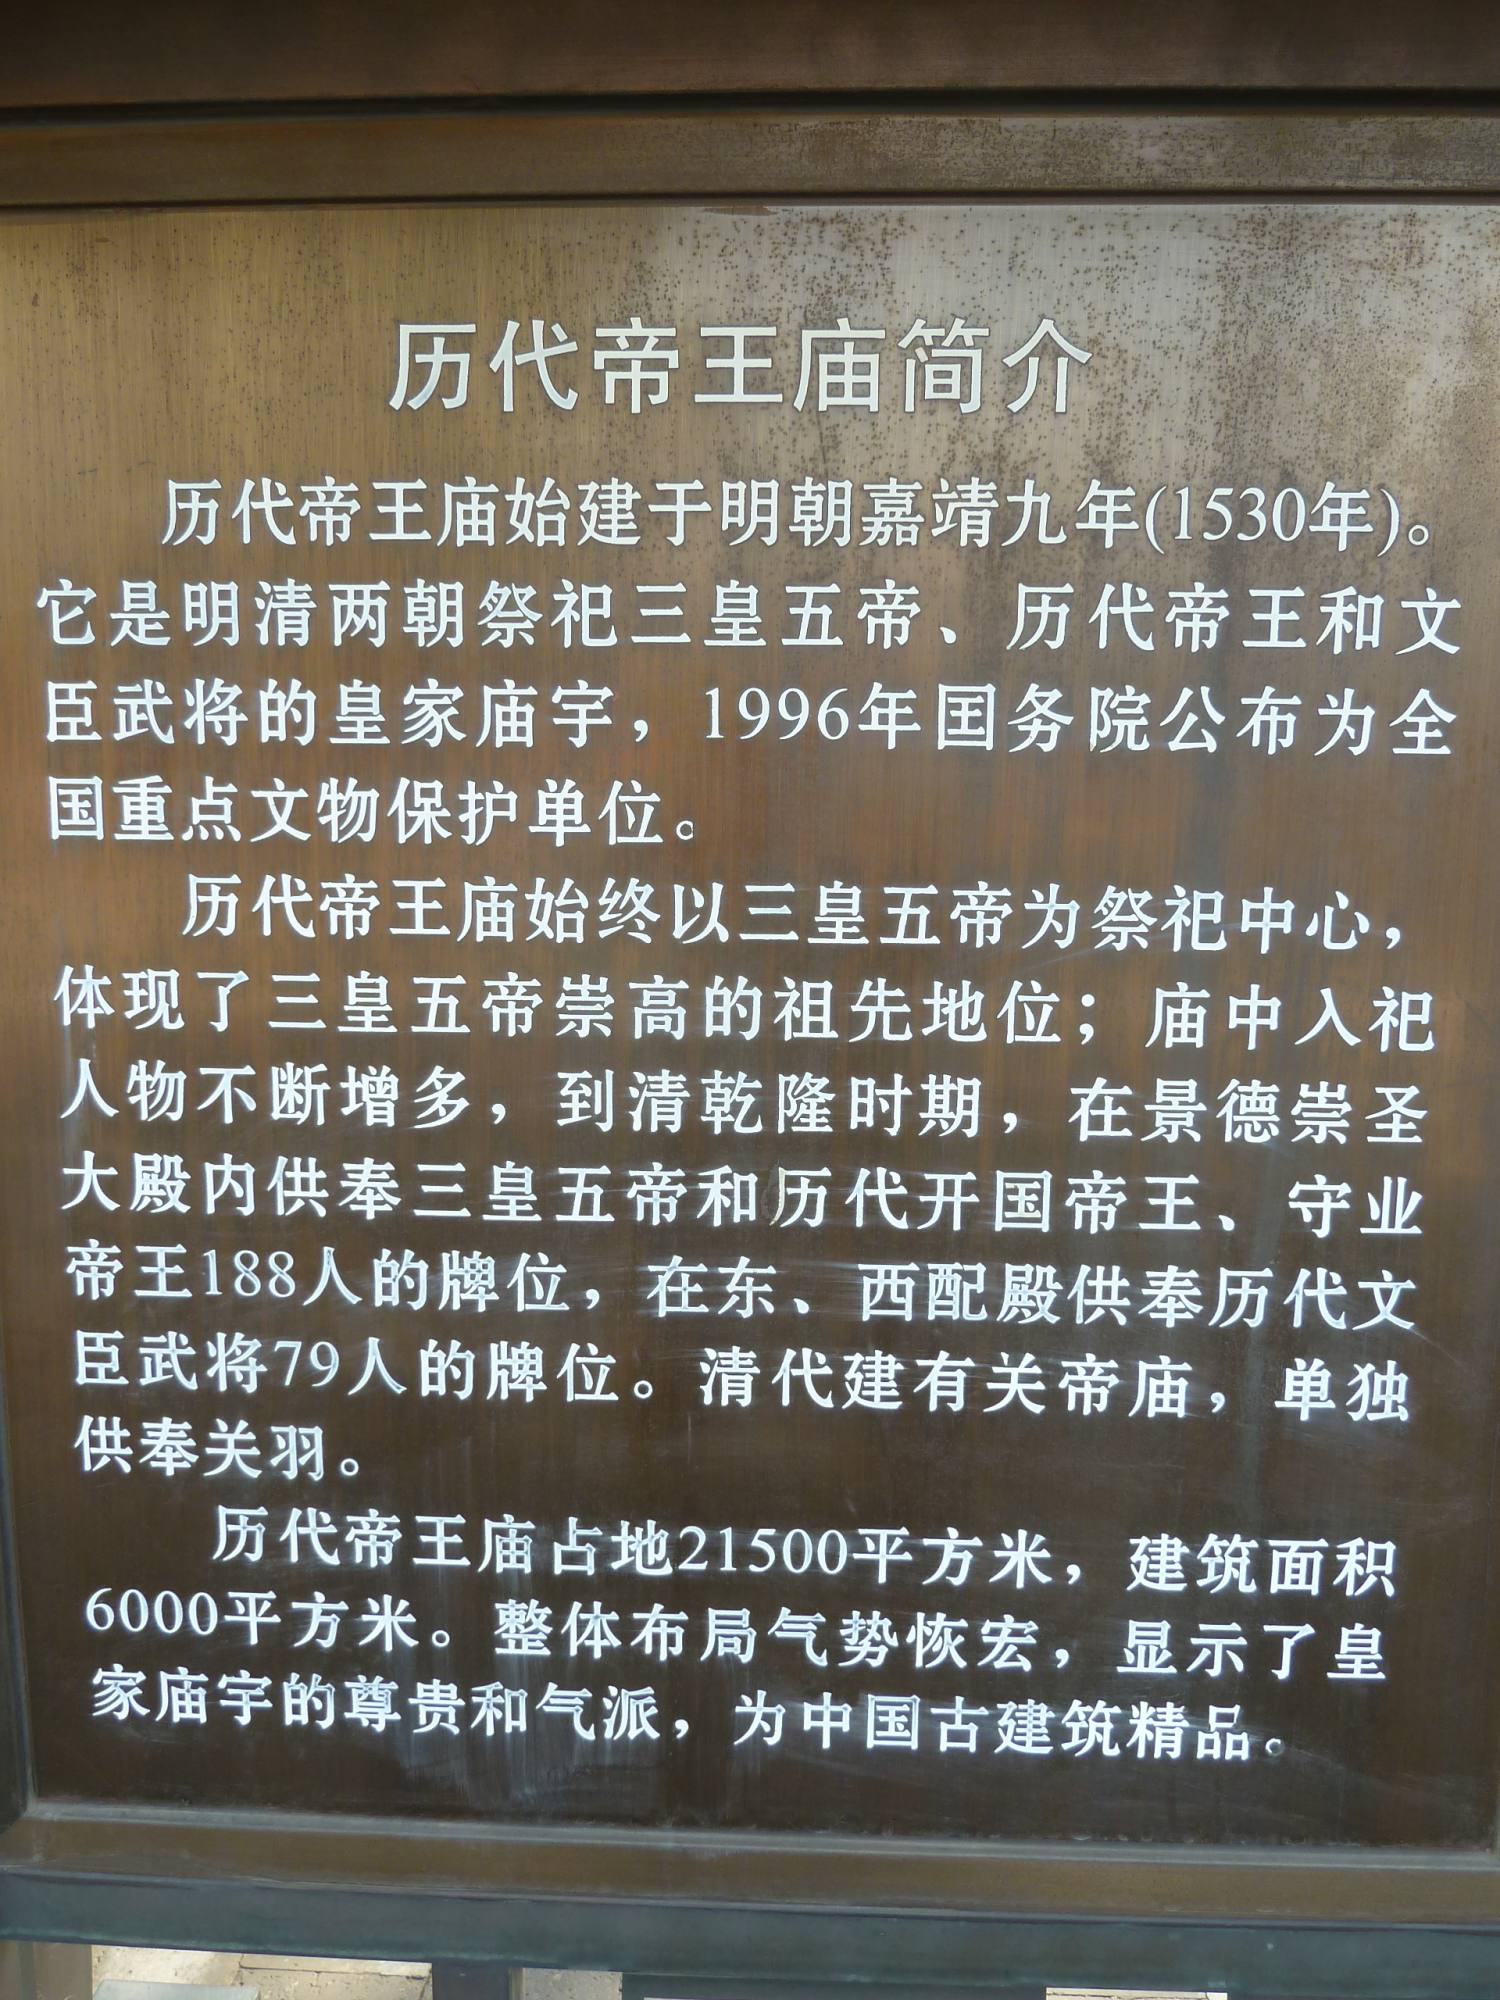 历代帝王庙简介
历代帝王庙始建于明朝嘉靖九年(1530年)。
它是明清两朝祭祀三皇五帝、历代帝王和文
臣武将的皇家庙宇，1996年国务院公布为全
国重点文物保护单位。
历代帝王庙始终以三皇五帝为祭祀中心，
体现了三皇五帝崇高的祖先地位；庙中入祀
人物不断增多，到清乾隆时期，在景德崇圣
大殿内供奉三皇五帝和历代开国帝王、守业
帝王188人的牌位，在东、西配殿供奉历代文
臣武将79人的牌位。清代建有关帝庙，单独
供奉关羽。
历代帝王庙占地21500平方米，建筑面积
6000平方米。整体布局气势恢宏，显示了皇
家庙宇的尊贵和气派，为中国古建筑精品。